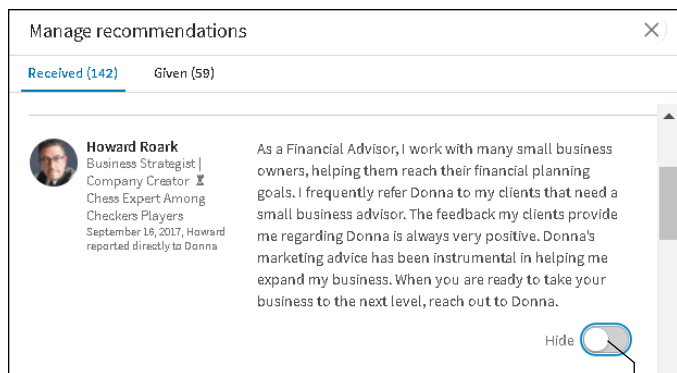 Manage recommendations
Received (142) Given (59)
Howard Roark
Business Strategist |
Company Creator ♜
Chess Expert Among
Checkers Players
September 16, 2017, Howard
reported directly to Donna
As a Financial Advisor, I work with many small business
owners, helping them reach their financial planning
goals. I frequently refer Donna to my clients that need a
small business advisor. The feedback my clients provide
me regarding Donna is always very positive. Donna's
marketing advice has been instrumental in helping me
expand my business. When you are ready to take your
business to the next level, reach out to Donna.
Hide